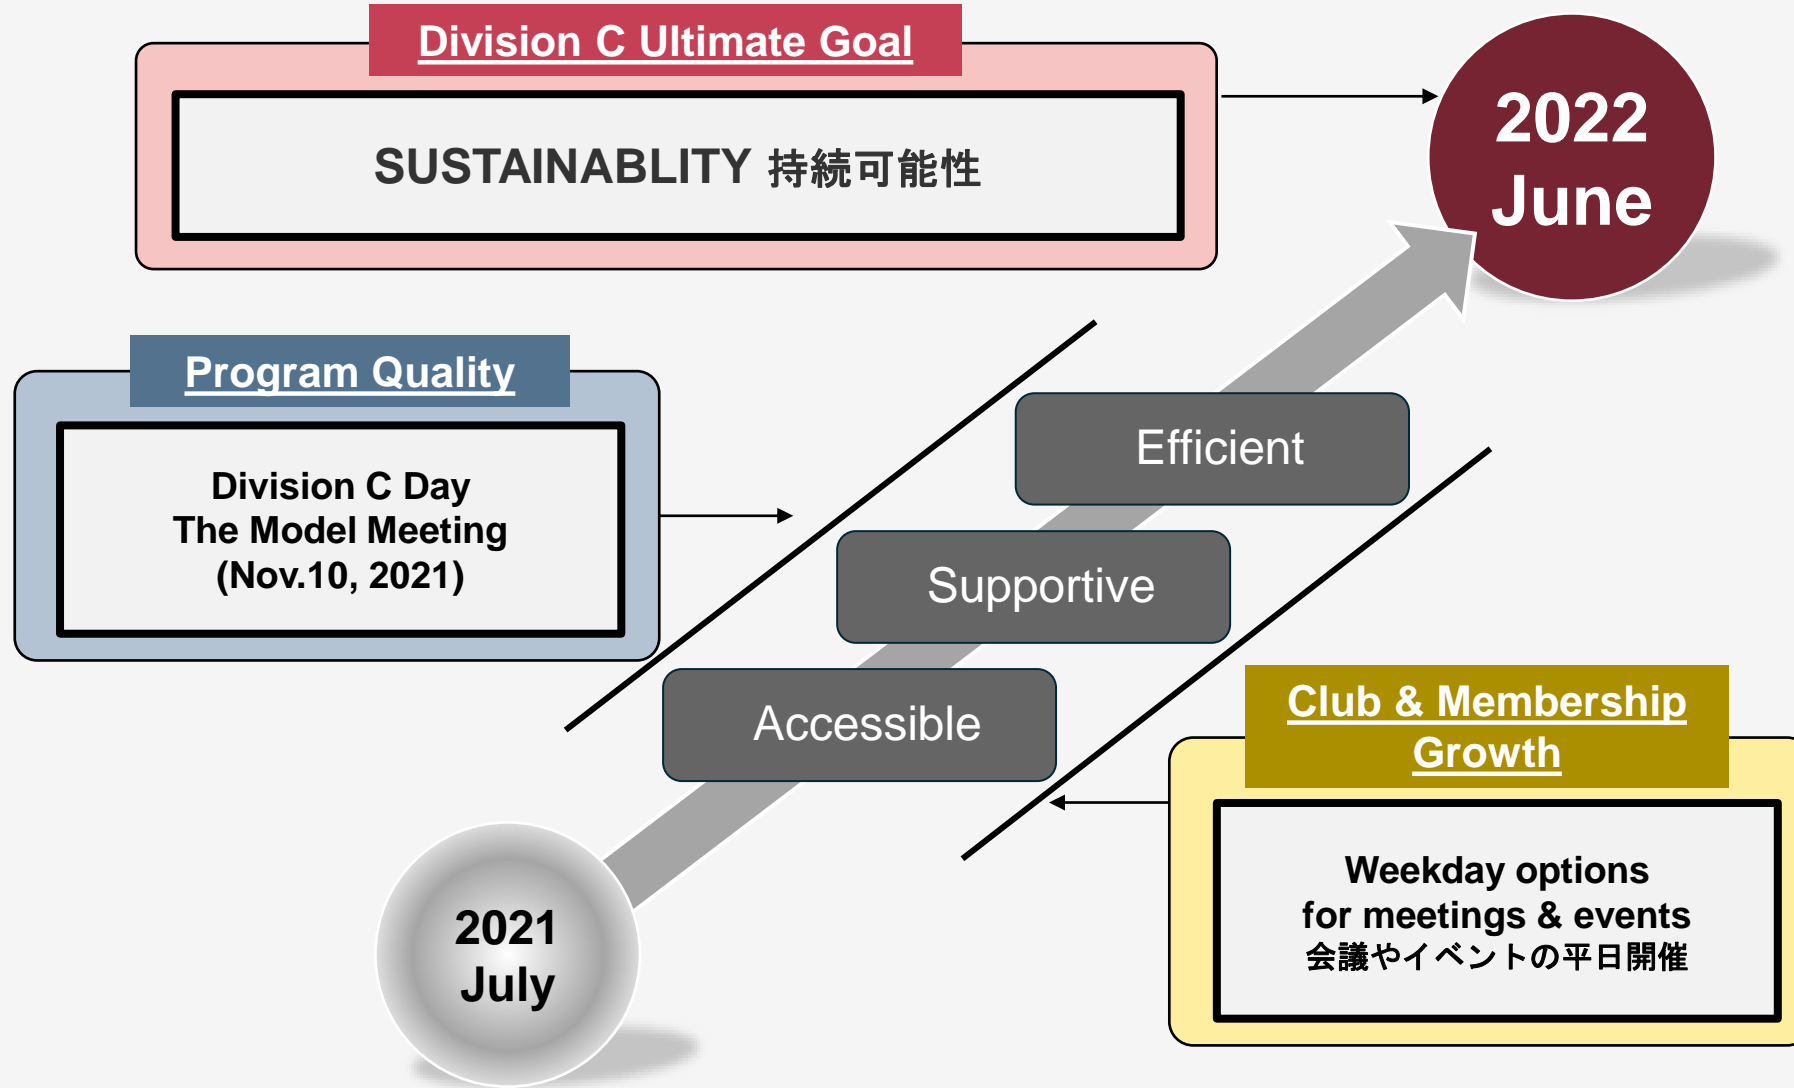 Division C Ultimate Goal
SUSTAINABLITY 持続可能性
2022
June
Program Quality
Division C Day
The Model Meeting
(Nov.10, 2021)
Efficient
Supportive
Accessible
Club & Membership
Growth
Weekday options
for meetings & events
会議やイベントの平日開催
2021
July